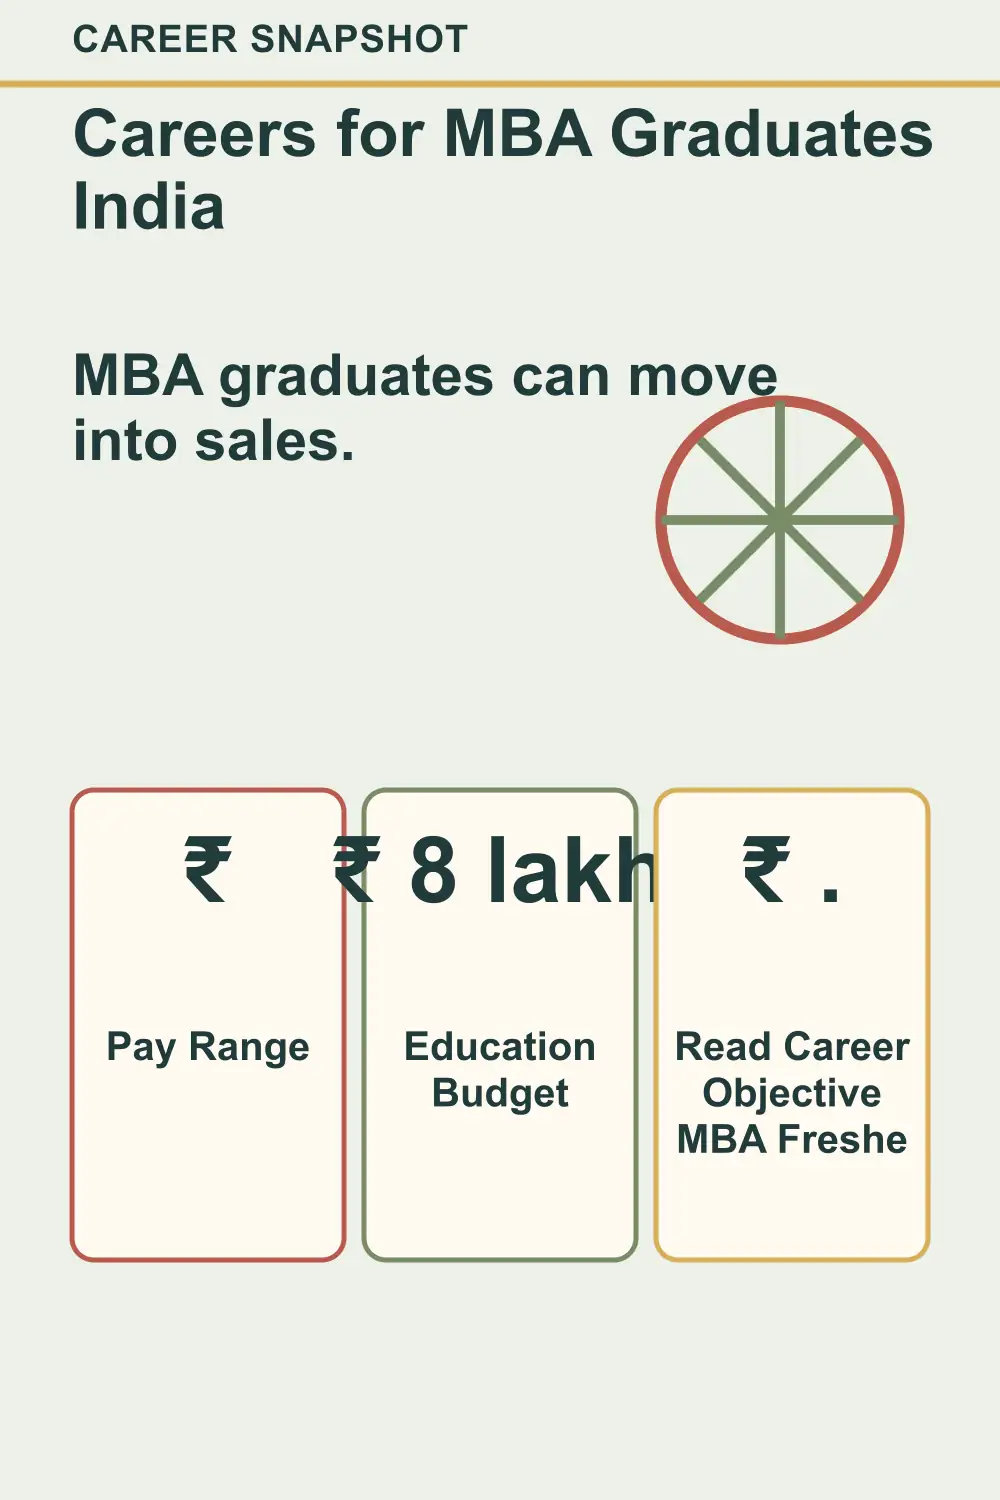 CAREER SNAPSHOT
Careers for MBA Graduates
India
MBA graduates can move
into sales.
₹
₹ 8 lakh
₹ .
Pay Range
Education
Budget
Read Career
Objective
MBA Freshe